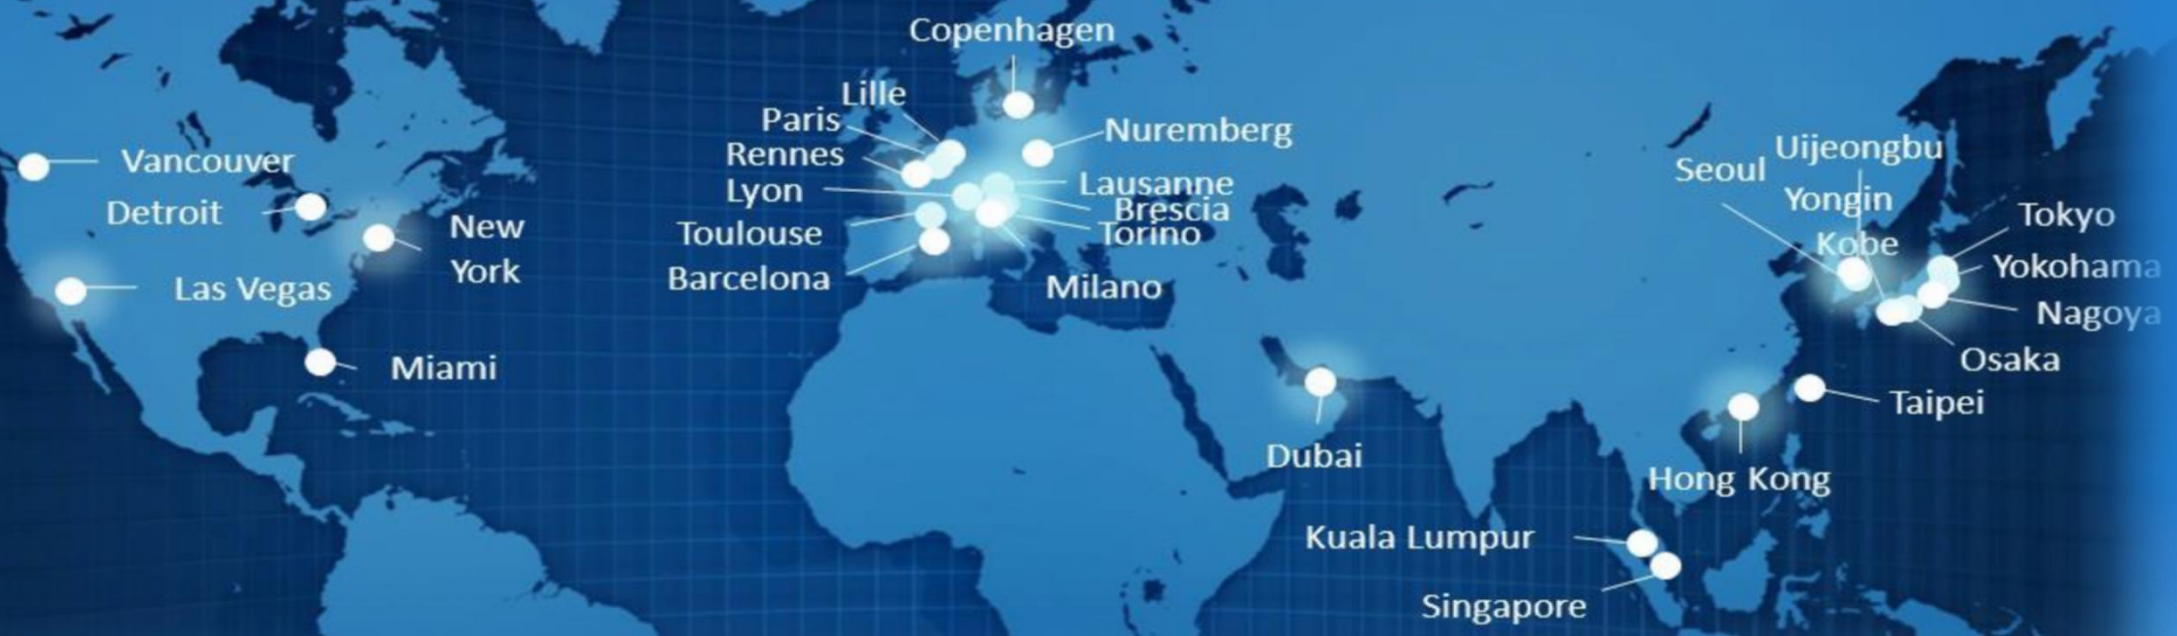 Copenhagen
Lille
Paris
Nuremberg
Rennes
Lyon
Lausanne
Brescia
Toulouse
Torino
Barcelona
Milano
Vancouver
Detroit
New
York
Las Vegas
Miami
Dubai
Uijeongbu
Seoul
Yongin
Kobe
Tokyo
Yokohama
Nagoya
Osaka
Taipei
Hong Kong
Kuala Lumpur
Singapore